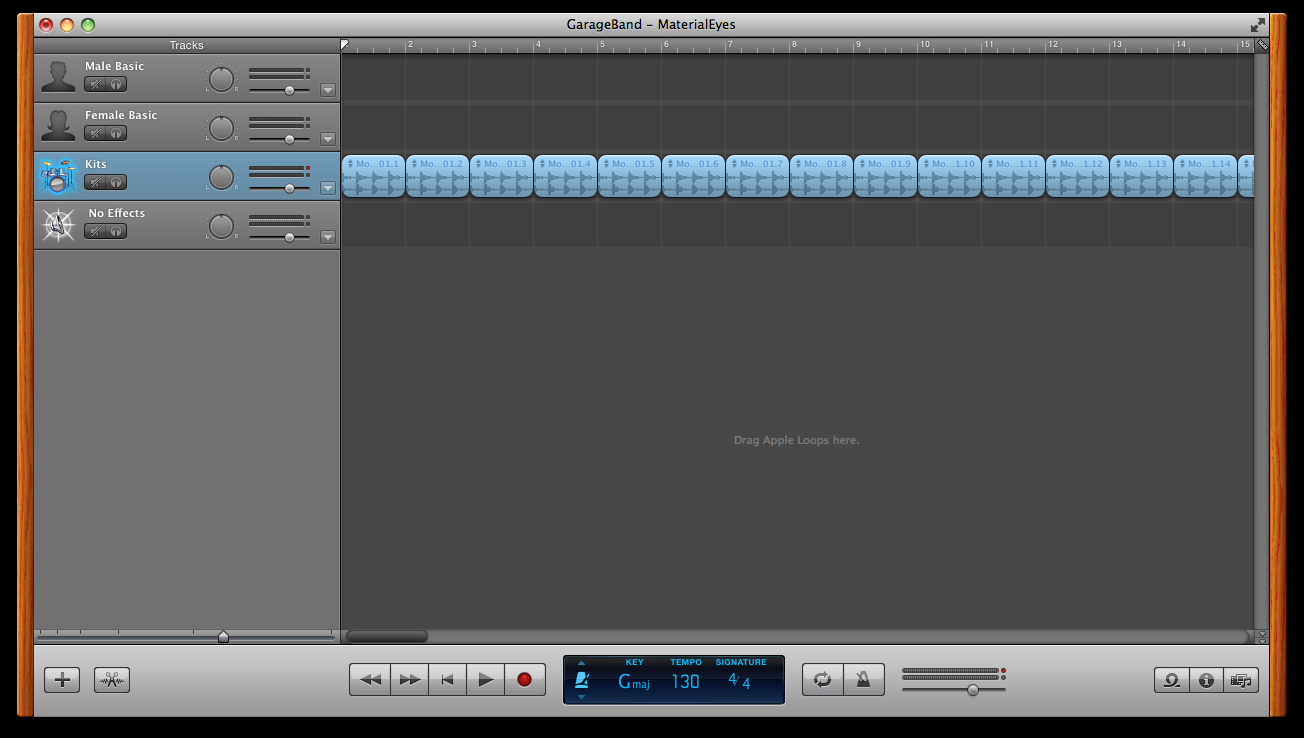 GarageBand – MaterialEyes
Tracks
2 3 4 5 6 7 8 9 10 11 12 13 14 15
Male Basic
L R
Female Basic
L R
Kits
L R
Mo...01.1 Mo...01.2 Mo...01.3 Mo...01.4 Mo...01.5 Mo...01.6 Mo...01.7 Mo...01.8 Mo...01.9 Mo...1.10 Mo...1.11 Mo...1.12 Mo...1.13 Mo...1.14
No Effects
L R
Drag Apple Loops here.
KEY TEMPO SIGNATURE
Gmaj 130 4/4